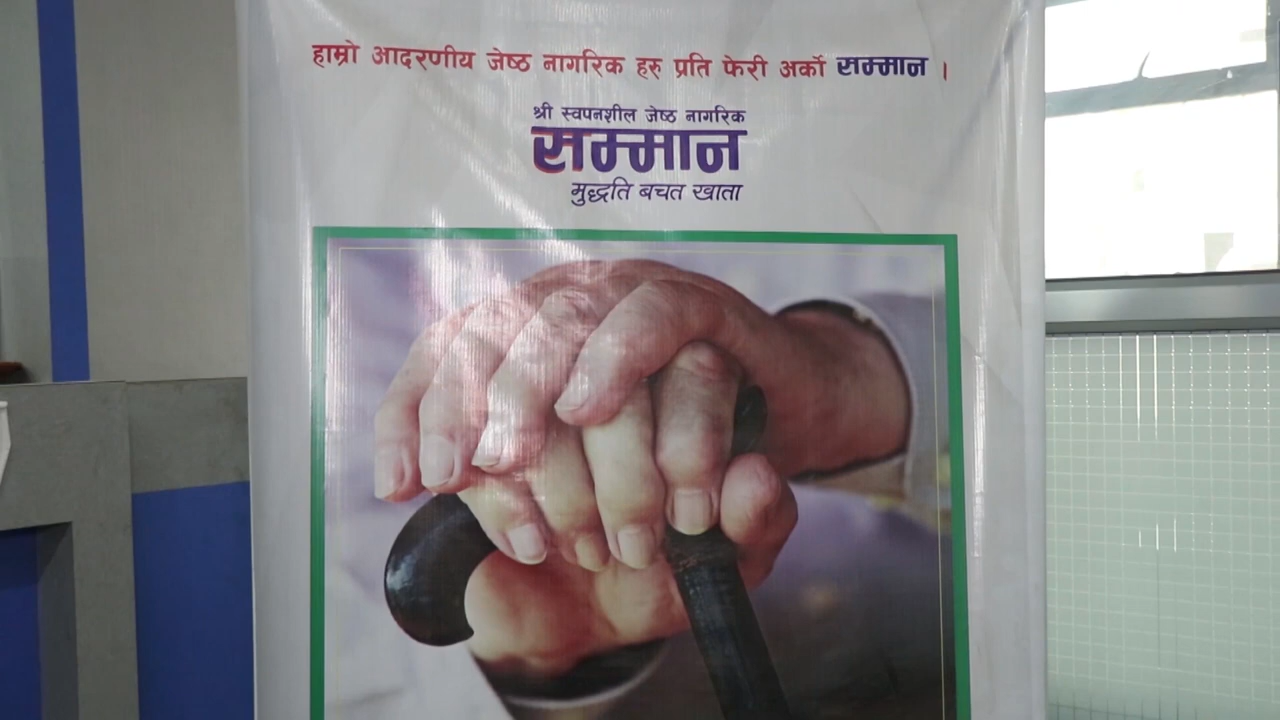 हाम्रो आदरणीय जेष्ठ नागरिक हरु प्रति फेरी अर्को सम्मान ।
श्री स्वपनशील जेष्ठ नागरिक
सम्मान
मुद्धति बचत खाता